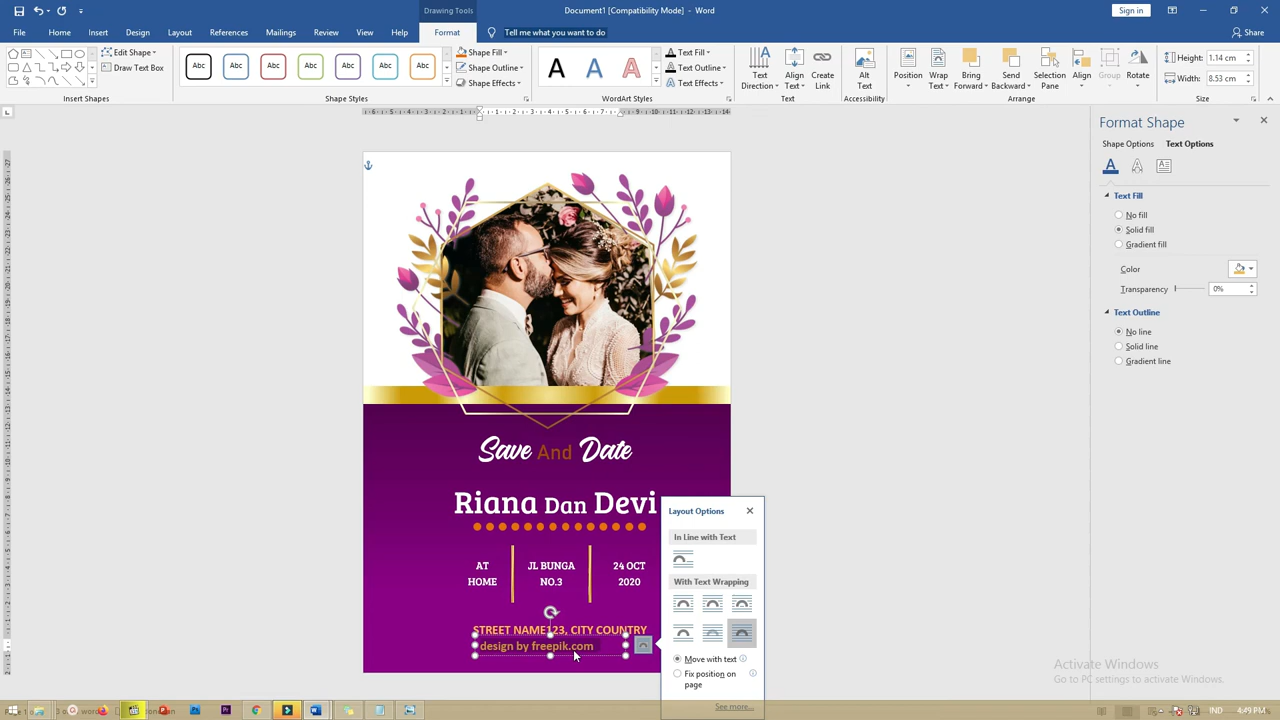 Drawing Tools
Document1 [Compatibility Mode] - Word
Sign in
File Home Insert Design Layout References Mailings Review View Help Format Tell me what you want to do Share
Edit Shape
Draw Text Box
Insert Shapes
Abc Abc Abc Abc Abc Abc Abc
Shape Fill
Shape Outline
Shape Effects
Shape Styles
A A A
Text Fill
Text Outline
Text Effects
WordArt Styles
Text Direction
Align Text
Create Link
Text
Alt Text
Accessibility
Position
Wrap Text
Bring Forward
Send Backward
Selection Pane
Align
Group
Rotate
Arrange
Height: 1.14 cm
Width: 8.53 cm
Size
Format Shape
Shape Options Text Options
Text Fill
No fill
Solid fill
Gradient fill
Color
Transparency 0%
Text Outline
No line
Solid line
Gradient line
Save And Date
Riana Dan Devi
AT
HOME
JL BUNGA
NO.3
24 OCT
2020
STREET NAME123, CITY COUNTRY
design by freepik.com
Layout Options
In Line with Text
With Text Wrapping
Move with text
Fix position on
page
See more...
Activate Windows
Go to PC settings to activate Windows.
IND 4:49 PM